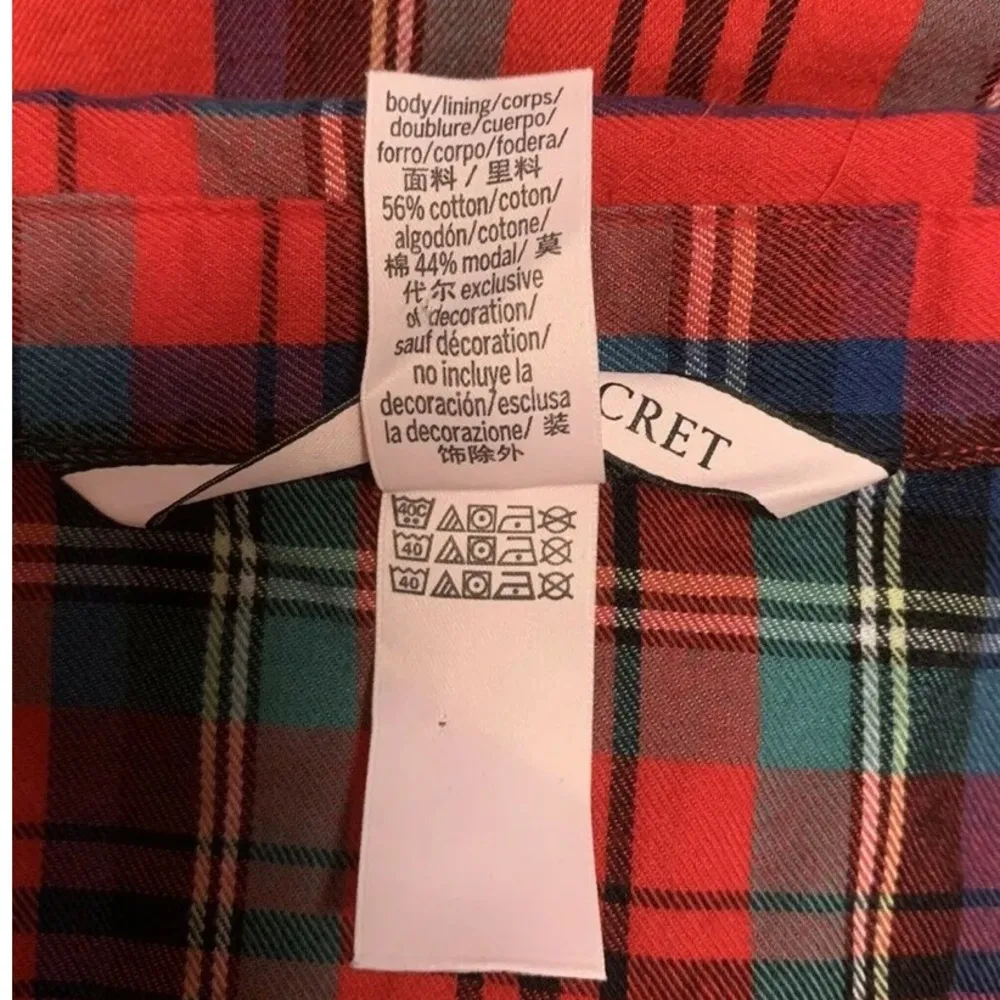 body/lining/corps/
doublure/cuerpo/
forro/corpo/fodera/
面料 / 里料
56% cotton/coton/
algodón/cotone/
棉 44% modal/ 莫
代尔 exclusive
of decoration/
sauf décoration/
no incluye la
decoración/esclusa
la decorazione/ 装
饰除外
CRET
40C
40
40